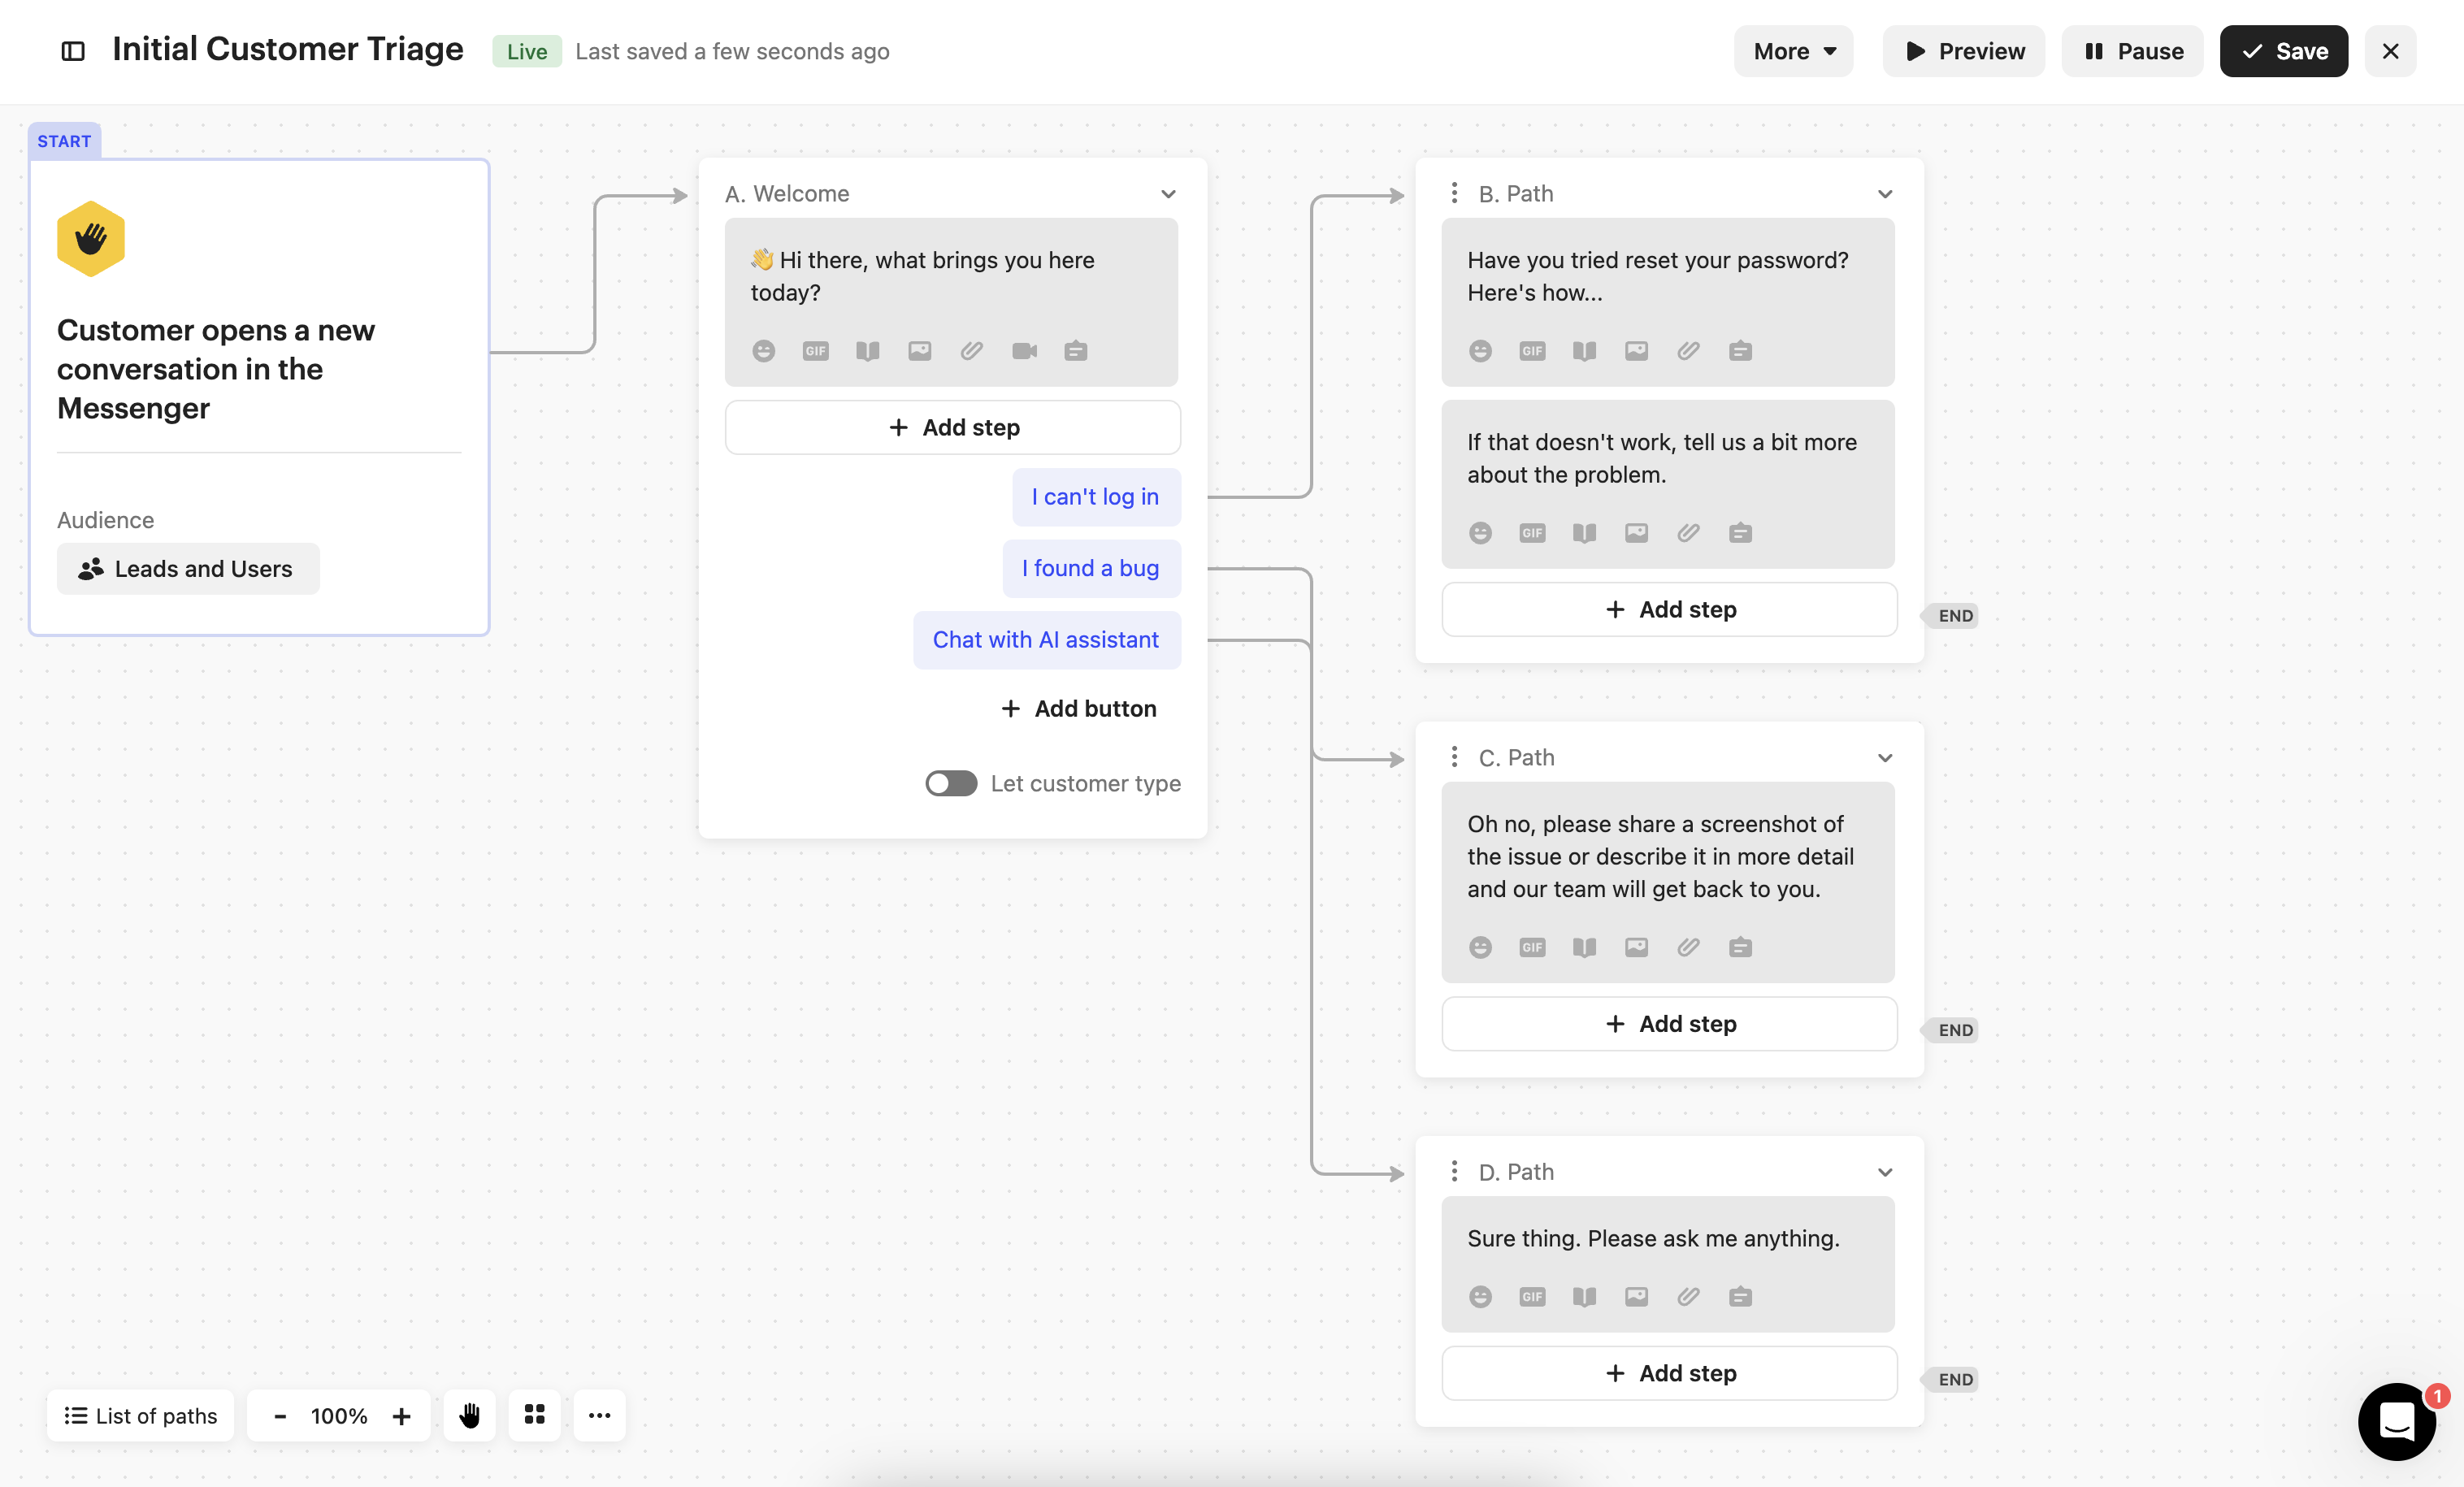 Initial Customer Triage
Live
Last saved a few seconds ago
More
Preview
Pause
Save
START
Customer opens a new
conversation in the
Messenger
Audience
Leads and Users
A. Welcome
👋 Hi there, what brings you here
today?
GIF
Add step
I can't log in
I found a bug
Chat with AI assistant
Add button
Let customer type
B. Path
Have you tried reset your password?
Here's how...
GIF
If that doesn't work, tell us a bit more
about the problem.
GIF
Add step
END
C. Path
Oh no, please share a screenshot of
the issue or describe it in more detail
and our team will get back to you.
GIF
Add step
END
D. Path
Sure thing. Please ask me anything.
GIF
Add step
END
List of paths
- 100% +
1